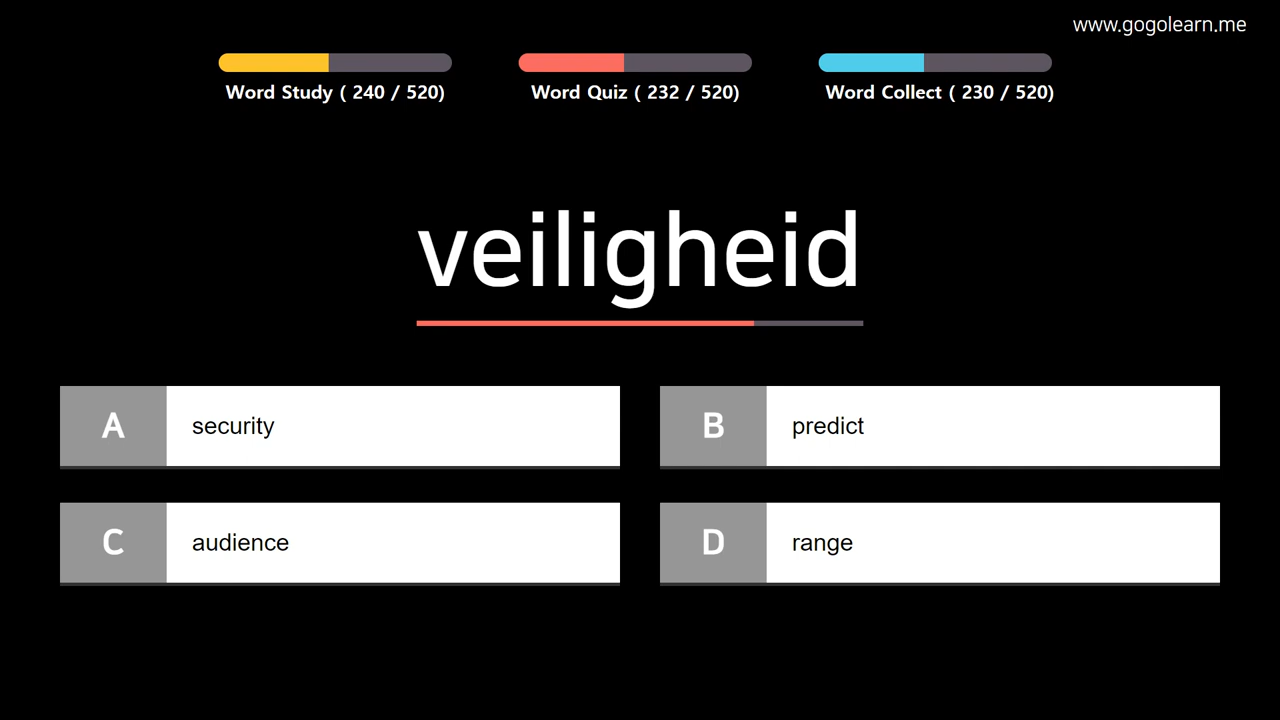 www.gogolearn.me
Word Study ( 240 / 520)
Word Quiz ( 232 / 520)
Word Collect ( 230 / 520)
veiligheid
A security
B predict
C audience
D range